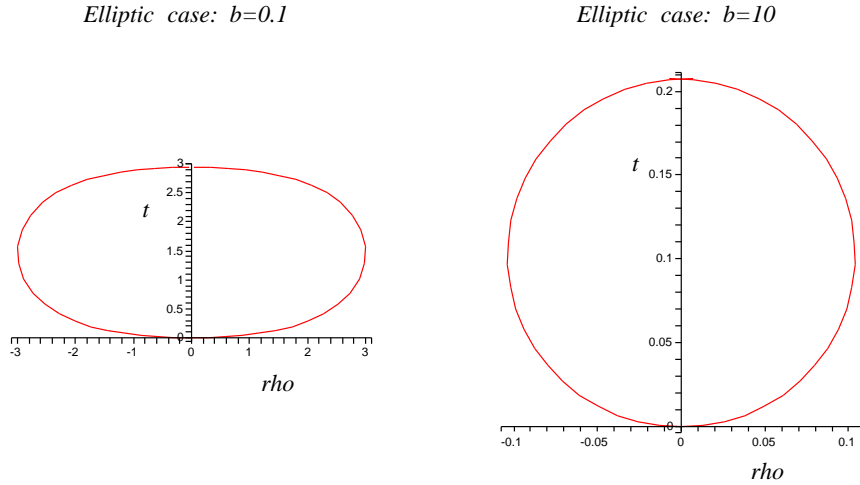 Elliptic case: b=0.1
3
2.5
t
2
1.5
1
0.5
0
-3 -2 -1 0 1 2 3
rho
Elliptic case: b=10
0.2
t
0.15
0.1
0.05
0
-0.1 -0.05 0 0.05 0.1
rho